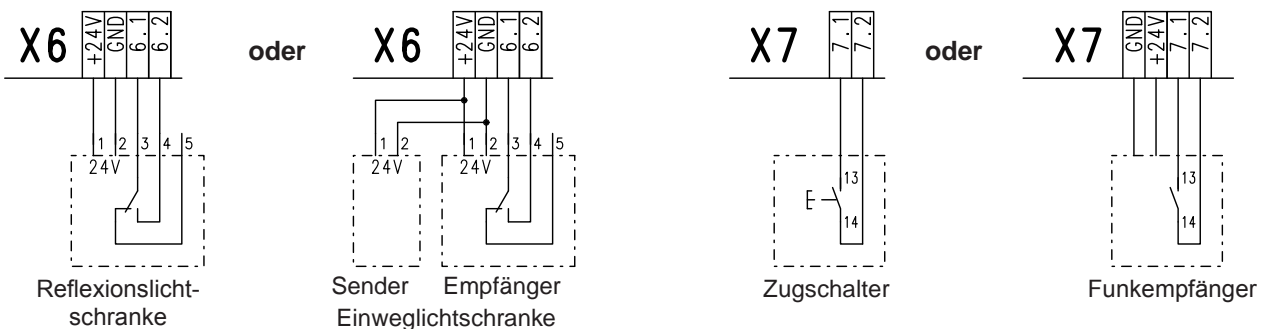 X6 +24V GND 6.1 6.2
oder
X6 +24V GND 6.1 6.2
X7 7.1 7.2
oder
X7 GND +24V 7.1 7.2
1 2 3 4 5
24V
1 2
24V
1 2 3 4 5
24V
13
14
13
14
Reflexionslicht-
schranke
Sender Empfänger
Einweglichtschranke
Zugschalter
Funkempfänger